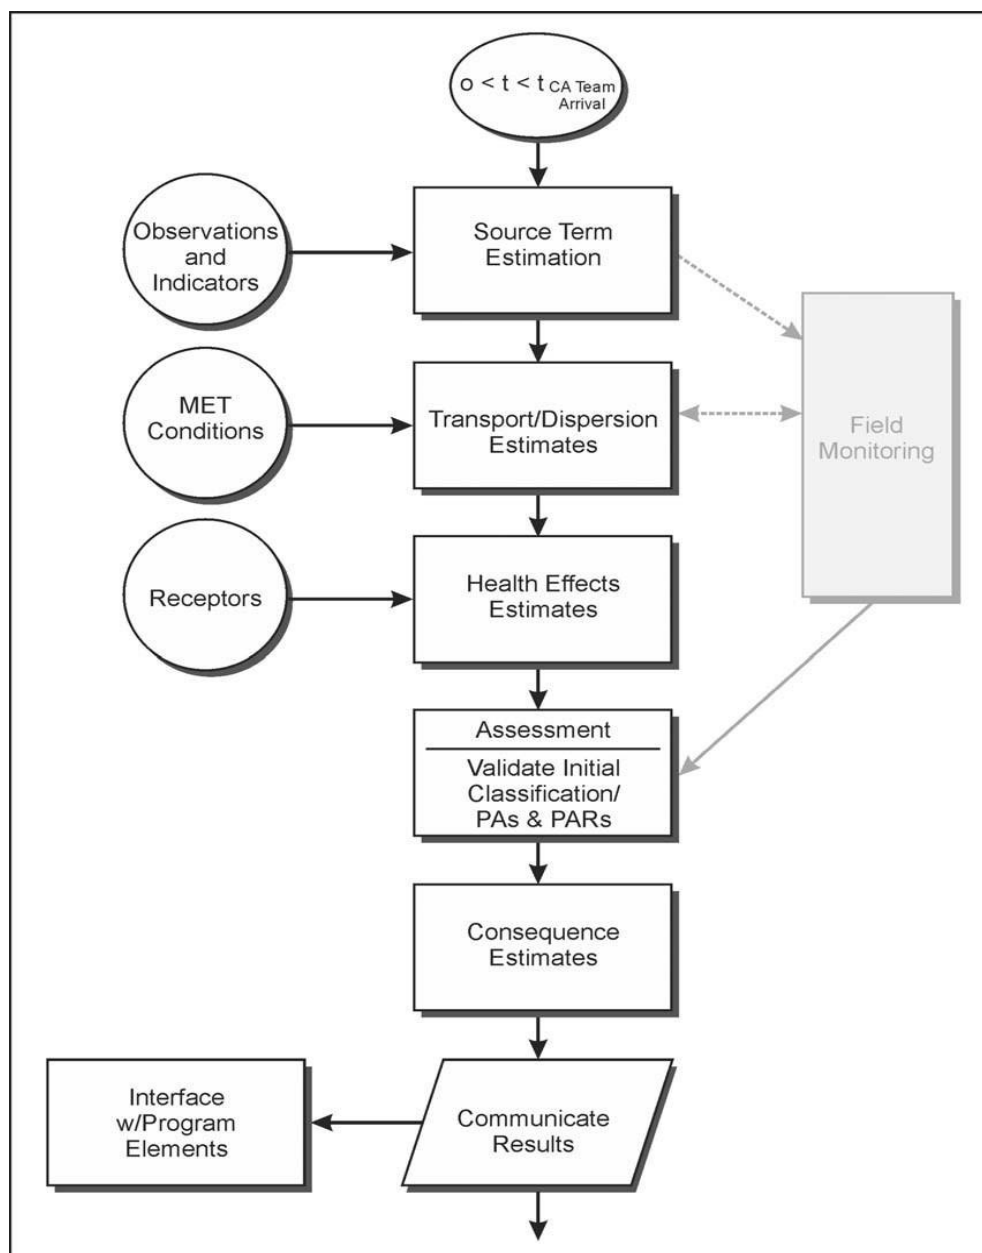 o < t < t CA Team
Arrival
Observations
and
Indicators
Source Term
Estimation
MET
Conditions
Transport/Dispersion
Estimates
Field
Monitoring
Receptors
Health Effects
Estimates
Assessment
Validate Initial
Classification/
PAs & PARs
Consequence
Estimates
Interface
w/Program
Elements
Communicate
Results